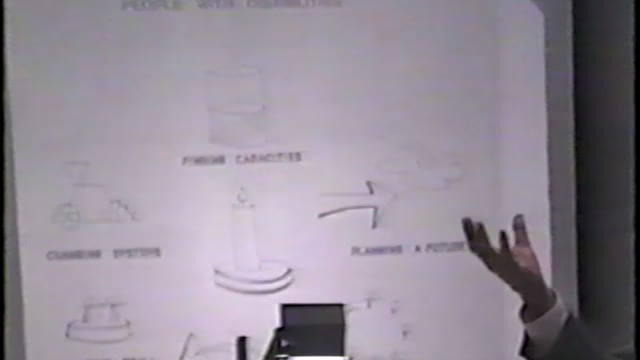 PEOPLE WITH DISABILITIES
FINDING CAPACITIES
CHANGING SYSTEMS
PLANNING A FUTURE